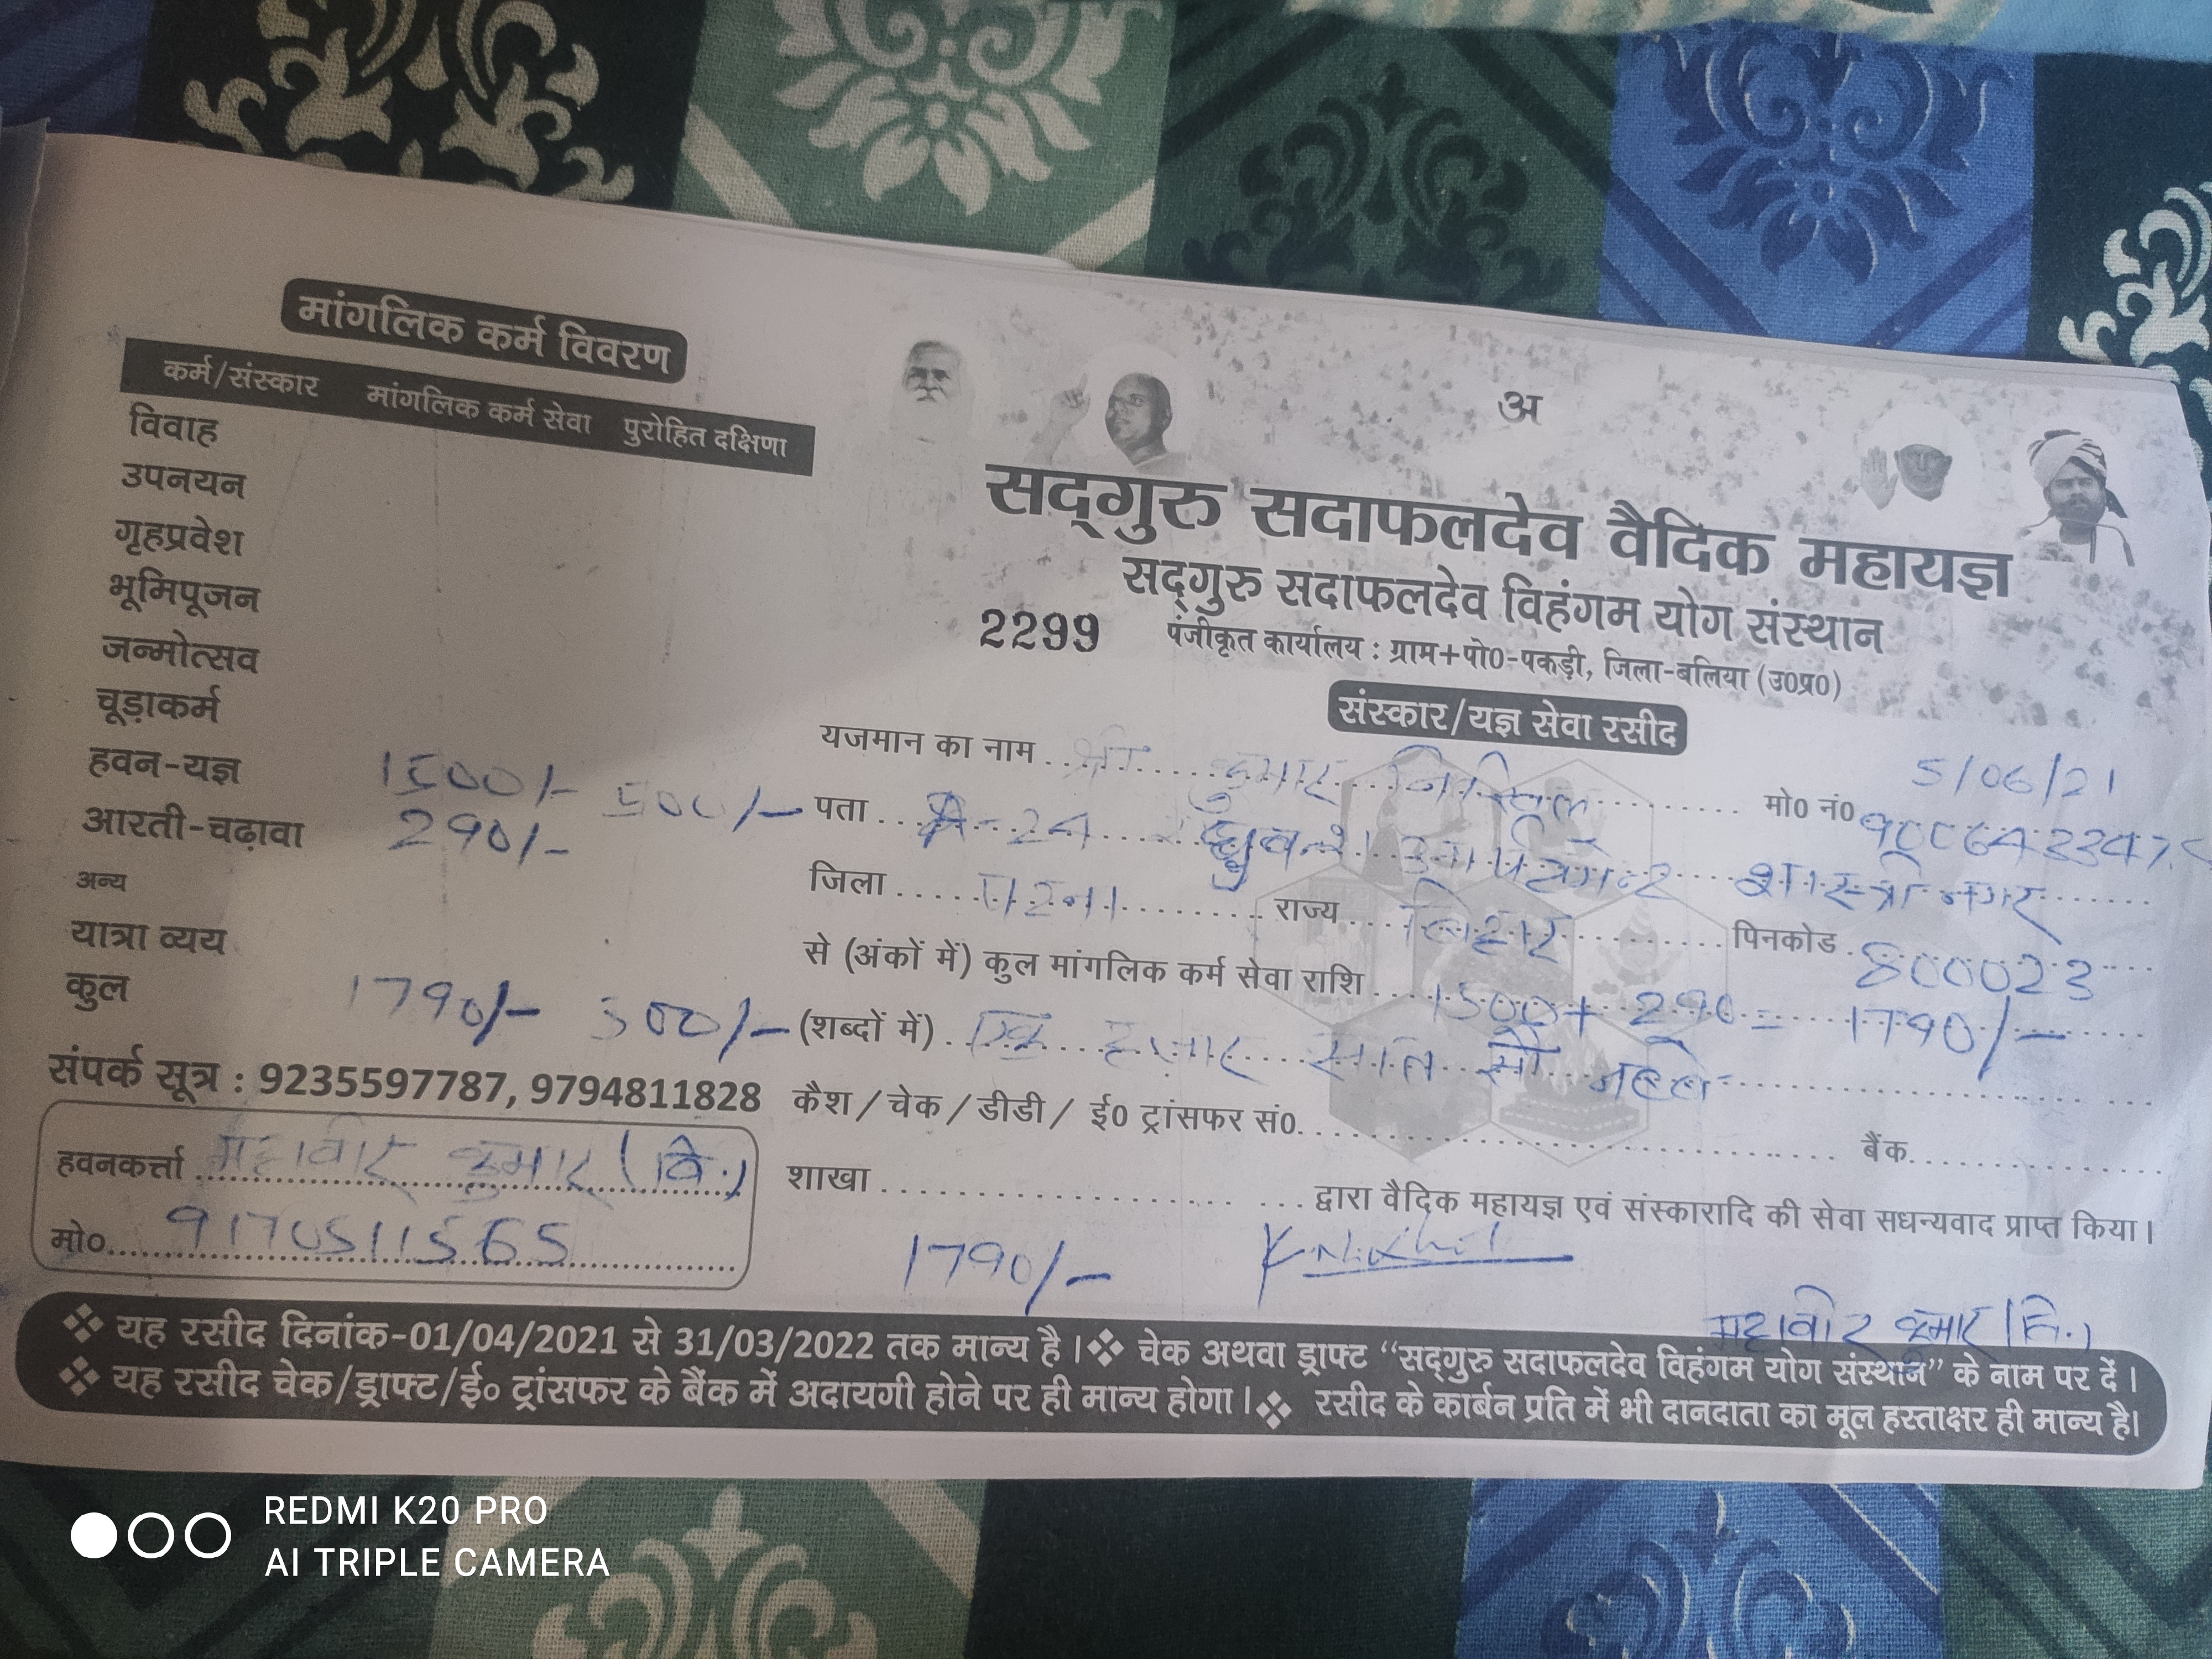 मांगलिक कर्म विवरण
कर्म/संस्कार मांगलिक कर्म सेवा पुरोहित दक्षिणा
विवाह
उपनयन
गृहप्रवेश
भूमिपूजन
जन्मोत्सव
चूड़ाकर्म
हवन-यज्ञ 1500/- 500/-
आरती-चढ़ावा 290/-
अन्य
यात्रा व्यय
कुल 1790/- 500/-
संपर्क सूत्र : 9235597787, 9794811828
हवनकर्त्ता महावीर कुमार (वि.)
मो० 9170511565
अ
सद्गुरु सदाफलदेव वैदिक महायज्ञ
सद्गुरु सदाफलदेव विहंगम योग संस्थान
2299 पंजीकृत कार्यालय : ग्राम+पो0-पकड़ी, जिला-बलिया (उ0प्र0)
संस्कार/यज्ञ सेवा रसीद
5/06/21
यजमान का नाम श्री कुमार निखिल मो0 नं0
पता A-24 शास्त्री नगर
जिला पटना राज्य बिहार पिनकोड 800023
से (अंकों में) कुल मांगलिक कर्म सेवा राशि 1500+290 = 1790/-
(शब्दों में) एक हजार सात सौ नब्बे
कैश/चेक/डीडी/ ई0 ट्रांसफर सं0 बैंक
शाखा द्वारा वैदिक महायज्ञ एवं संस्कारादि की सेवा सधन्यवाद प्राप्त किया।
1790/- K. Nikhil
महावीर कुमार (वि.)
❖ यह रसीद दिनांक-01/04/2021 से 31/03/2022 तक मान्य है। ❖ चेक अथवा ड्राफ्ट “सद्गुरु सदाफलदेव विहंगम योग संस्थान” के नाम पर दें।
❖ यह रसीद चेक/ड्राफ्ट/ई० ट्रांसफर के बैंक में अदायगी होने पर ही मान्य होगा। ❖ रसीद के कार्बन प्रति में भी दानदाता का मूल हस्ताक्षर ही मान्य है।
REDMI K20 PRO
AI TRIPLE CAMERA